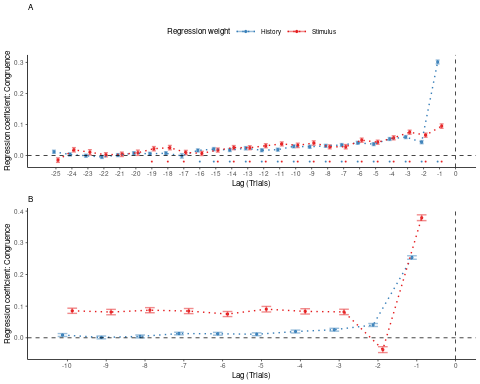 A
Regression weight History Stimulus
Regression coefficient: Congruence
0.3
0.2
0.1
0.0
-25 -24 -23 -22 -21 -20 -19 -18 -17 -16 -15 -14 -13 -12 -11 -10 -9 -8 -7 -6 -5 -4 -3 -2 -1 0
Lag (Trials)
B
Regression coefficient: Congruence
0.4
0.3
0.2
0.1
0.0
-10 -9 -8 -7 -6 -5 -4 -3 -2 -1 0
Lag (Trials)